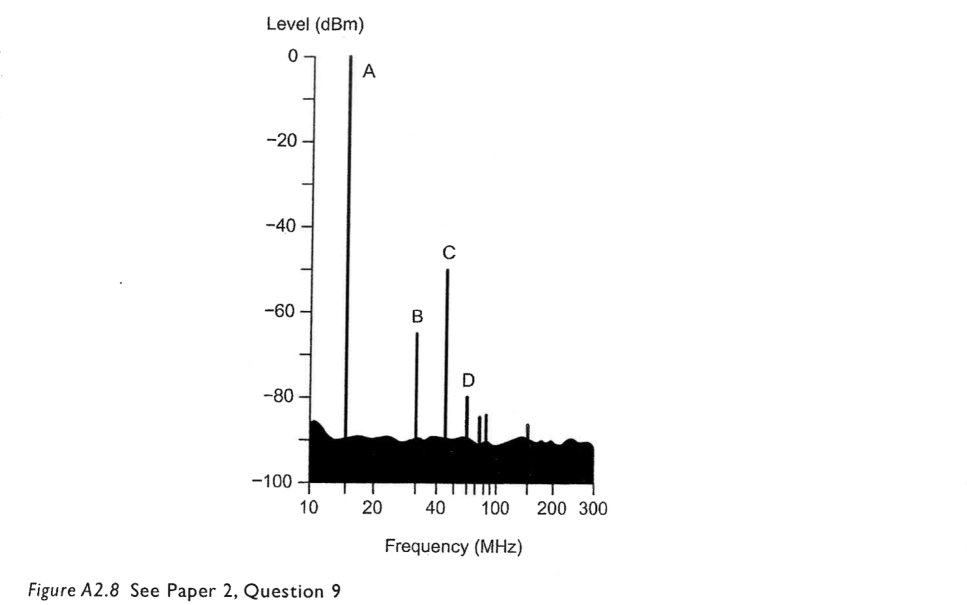 Level (dBm)
0
A
−20
−40
C
−60
B
D
−80
−100
10 20 40 100 200 300
Frequency (MHz)
Figure A2.8 See Paper 2, Question 9